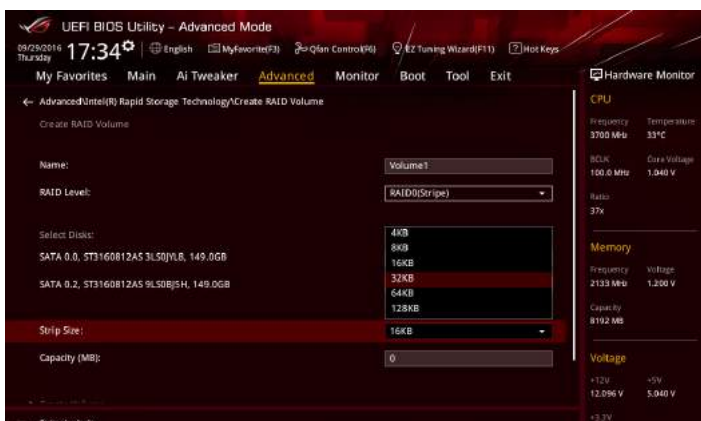 UEFI BIOS Utility – Advanced Mode
09/29/2016 Thursday 17:34 English MyFavorite(F3) Qfan Control(F6) EZ Tuning Wizard(F11) Hot Keys
My Favorites Main Ai Tweaker Advanced Monitor Boot Tool Exit
Hardware Monitor
← Advanced\Intel(R) Rapid Storage Technology\Create RAID Volume
Create RAID Volume
Name: Volume1
RAID Level: RAID0(Stripe)
Select Disks:
SATA 0.0, ST3160812AS 3LS0JYLB, 149.0GB
SATA 0.2, ST3160812AS 9LS0BJSH, 149.0GB
4KB
8KB
16KB
32KB
64KB
128KB
Strip Size: 16KB
Capacity (MB): 0
CPU
Frequency Temperature
3700 MHz 33°C
BCLK Core Voltage
100.0 MHz 1.040 V
Ratio
37x
Memory
Frequency Voltage
2133 MHz 1.200 V
Capacity
8192 MB
Voltage
+12V +5V
12.096 V 5.040 V
+3.3V